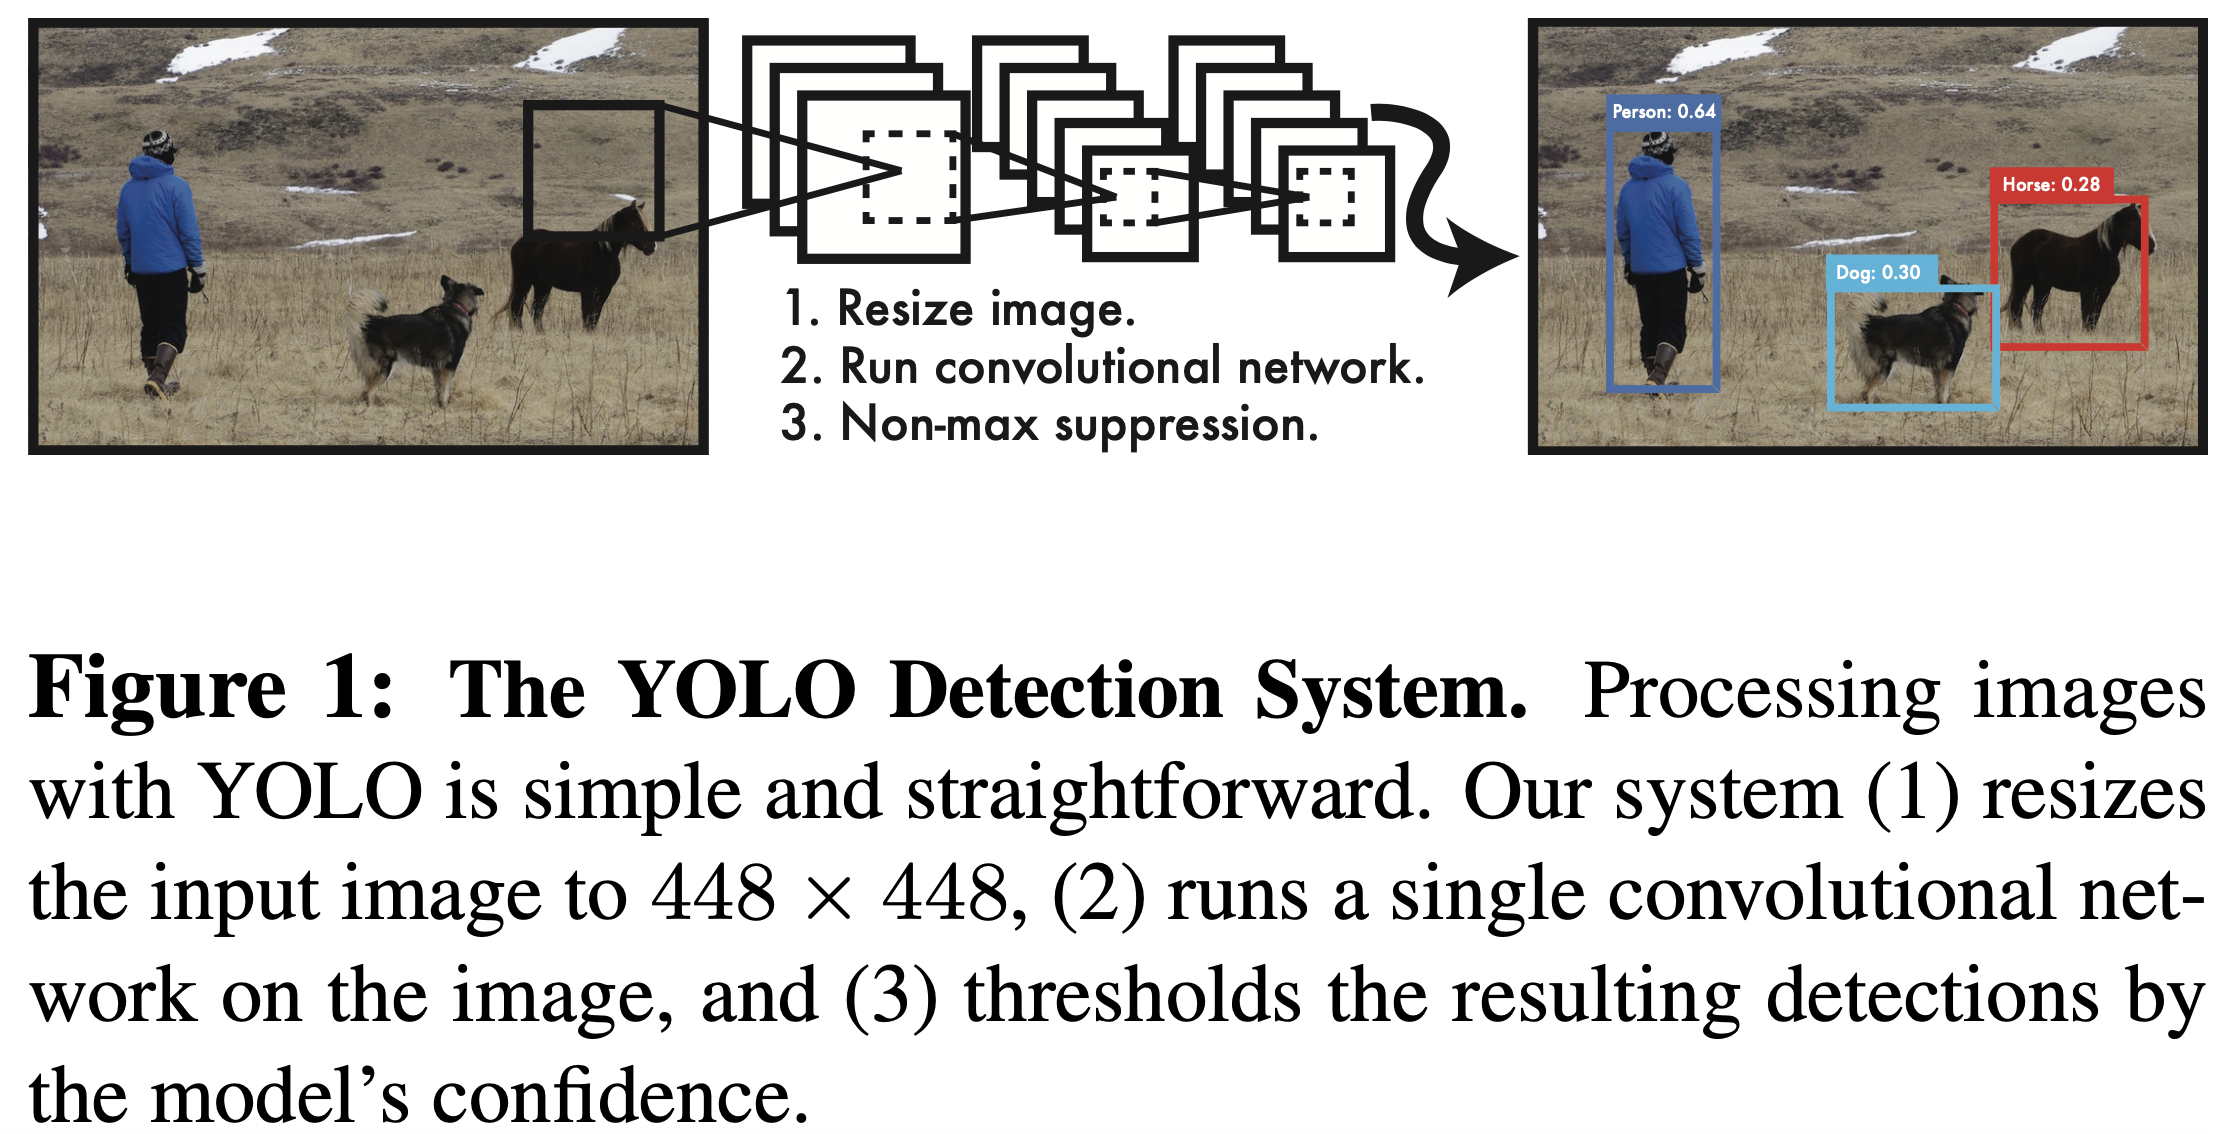 Person: 0.64
Horse: 0.28
Dog: 0.30
1. Resize image.
2. Run convolutional network.
3. Non-max suppression.
Figure 1: The YOLO Detection System. Processing images
with YOLO is simple and straightforward. Our system (1) resizes
the input image to 448 × 448, (2) runs a single convolutional net-
work on the image, and (3) thresholds the resulting detections by
the model’s confidence.